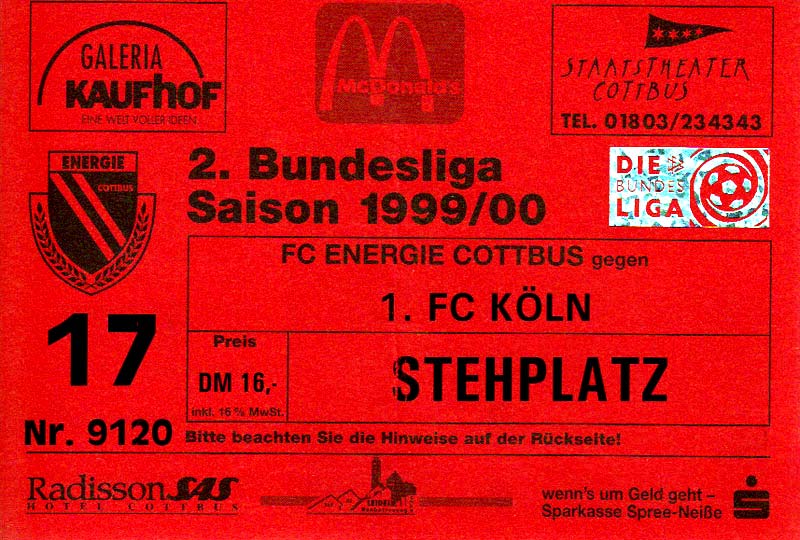 GALERIA
KAUFHOF
EINE WELT VOLLER IDEEN
McDonald's
STAATSTHEATER
COTTBUS
TEL. 01803/234343
ENERGIE
COTTBUS
2. Bundesliga
Saison 1999/00
DIE
BUNDES
LIGA
FC ENERGIE COTTBUS gegen
1. FC KÖLN
17
Preis
DM 16,-
inkl. 16 % MwSt.
STEHPLATZ
Nr. 9120
Bitte beachten Sie die Hinweise auf der Rückseite!
Radisson SAS
HOTEL COTTBUS
wenn's um Geld geht –
Sparkasse Spree-Neiße